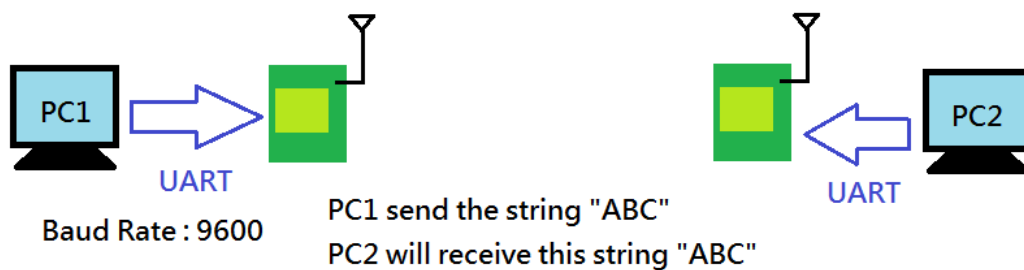 PC1
PC2
UART
UART
Baud Rate : 9600
PC1 send the string "ABC"
PC2 will receive this string "ABC"